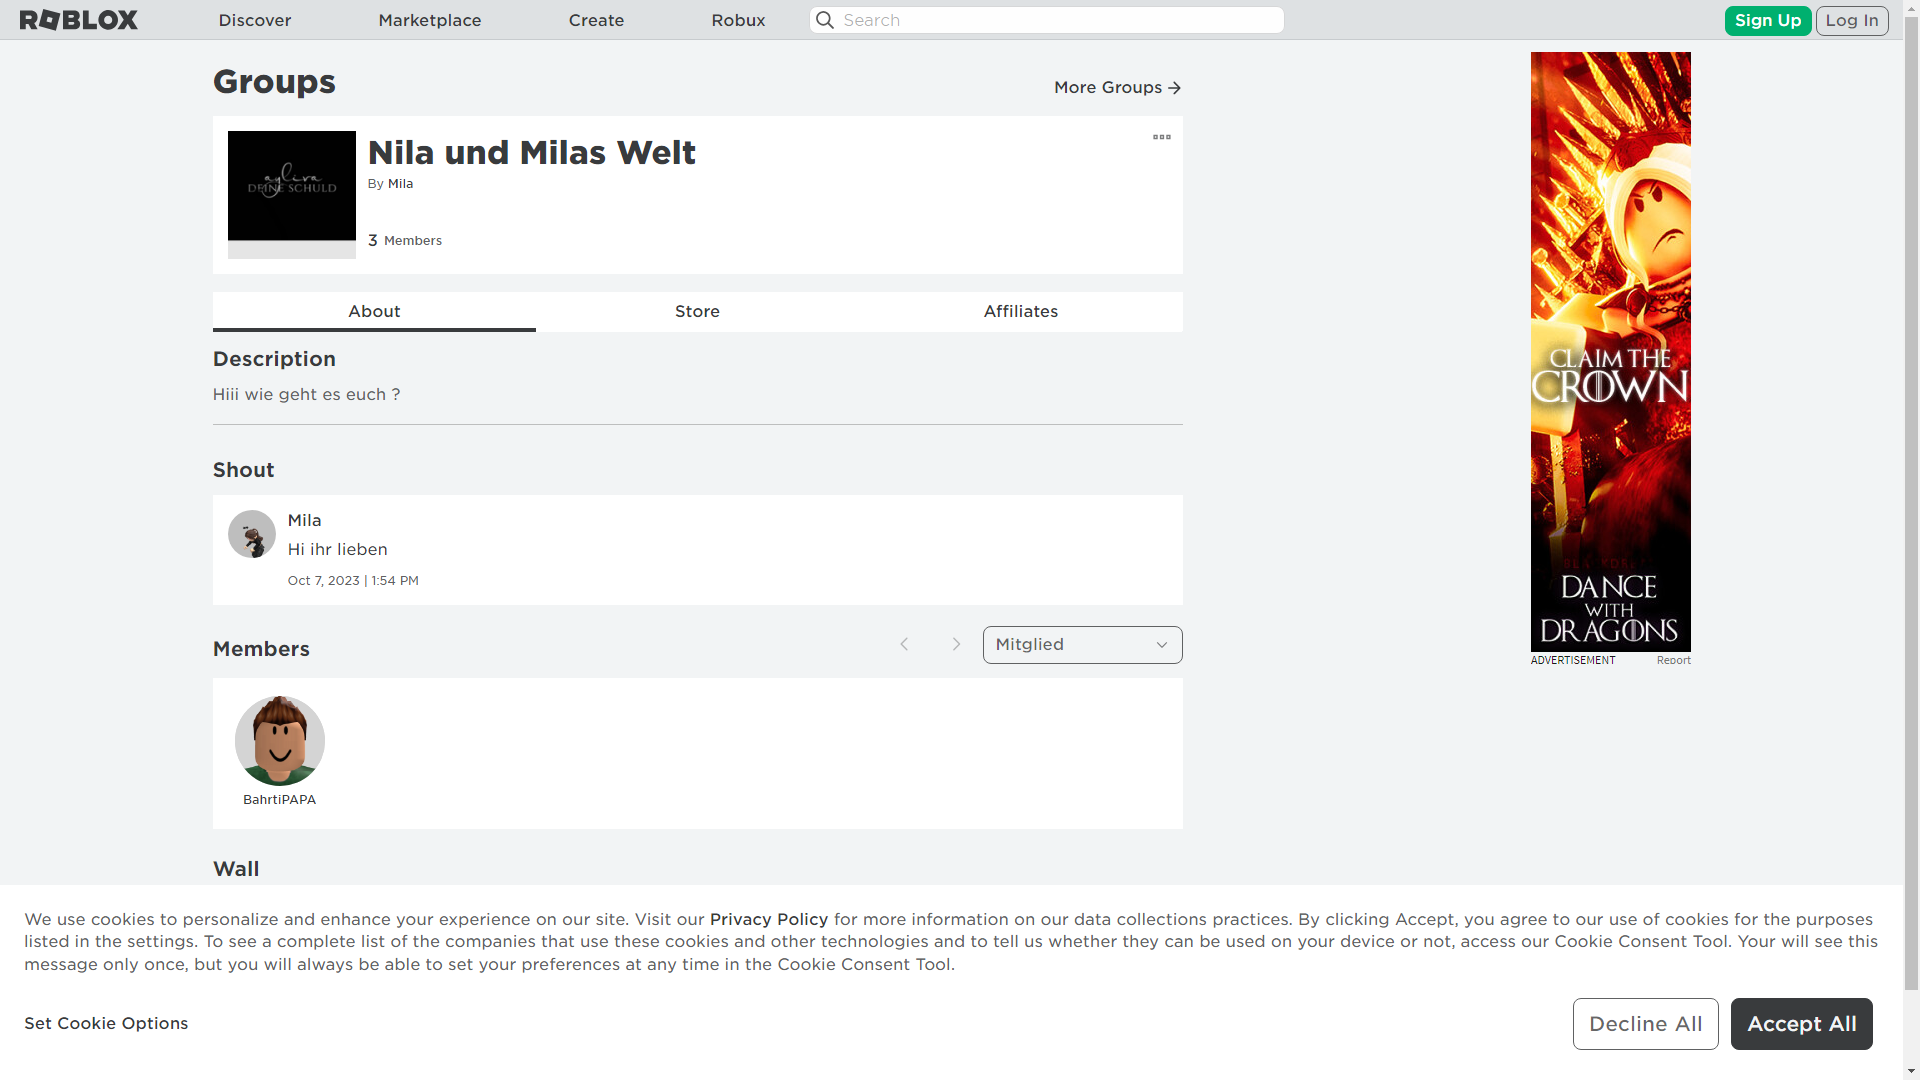 ROBLOX
Discover
Marketplace
Create
Robux
Search
Sign Up
Log In
Groups
More Groups
ayliva
DEINE SCHULD
Nila und Milas Welt
By Mila
3 Members
About
Store
Affiliates
Description
Hiii wie geht es euch ?
Shout
Mila
Hi ihr lieben
Oct 7, 2023 | 1:54 PM
Members
Mitglied
BahrtiPAPA
Wall
CLAIM THE
CROWN
DANCE
WITH
DRAGONS
ADVERTISEMENT
Report
We use cookies to personalize and enhance your experience on our site. Visit our Privacy Policy for more information on our data collections practices. By clicking Accept, you agree to our use of cookies for the purposes
listed in the settings. To see a complete list of the companies that use these cookies and other technologies and to tell us whether they can be used on your device or not, access our Cookie Consent Tool. Your will see this
message only once, but you will always be able to set your preferences at any time in the Cookie Consent Tool.
Set Cookie Options
Decline All
Accept All